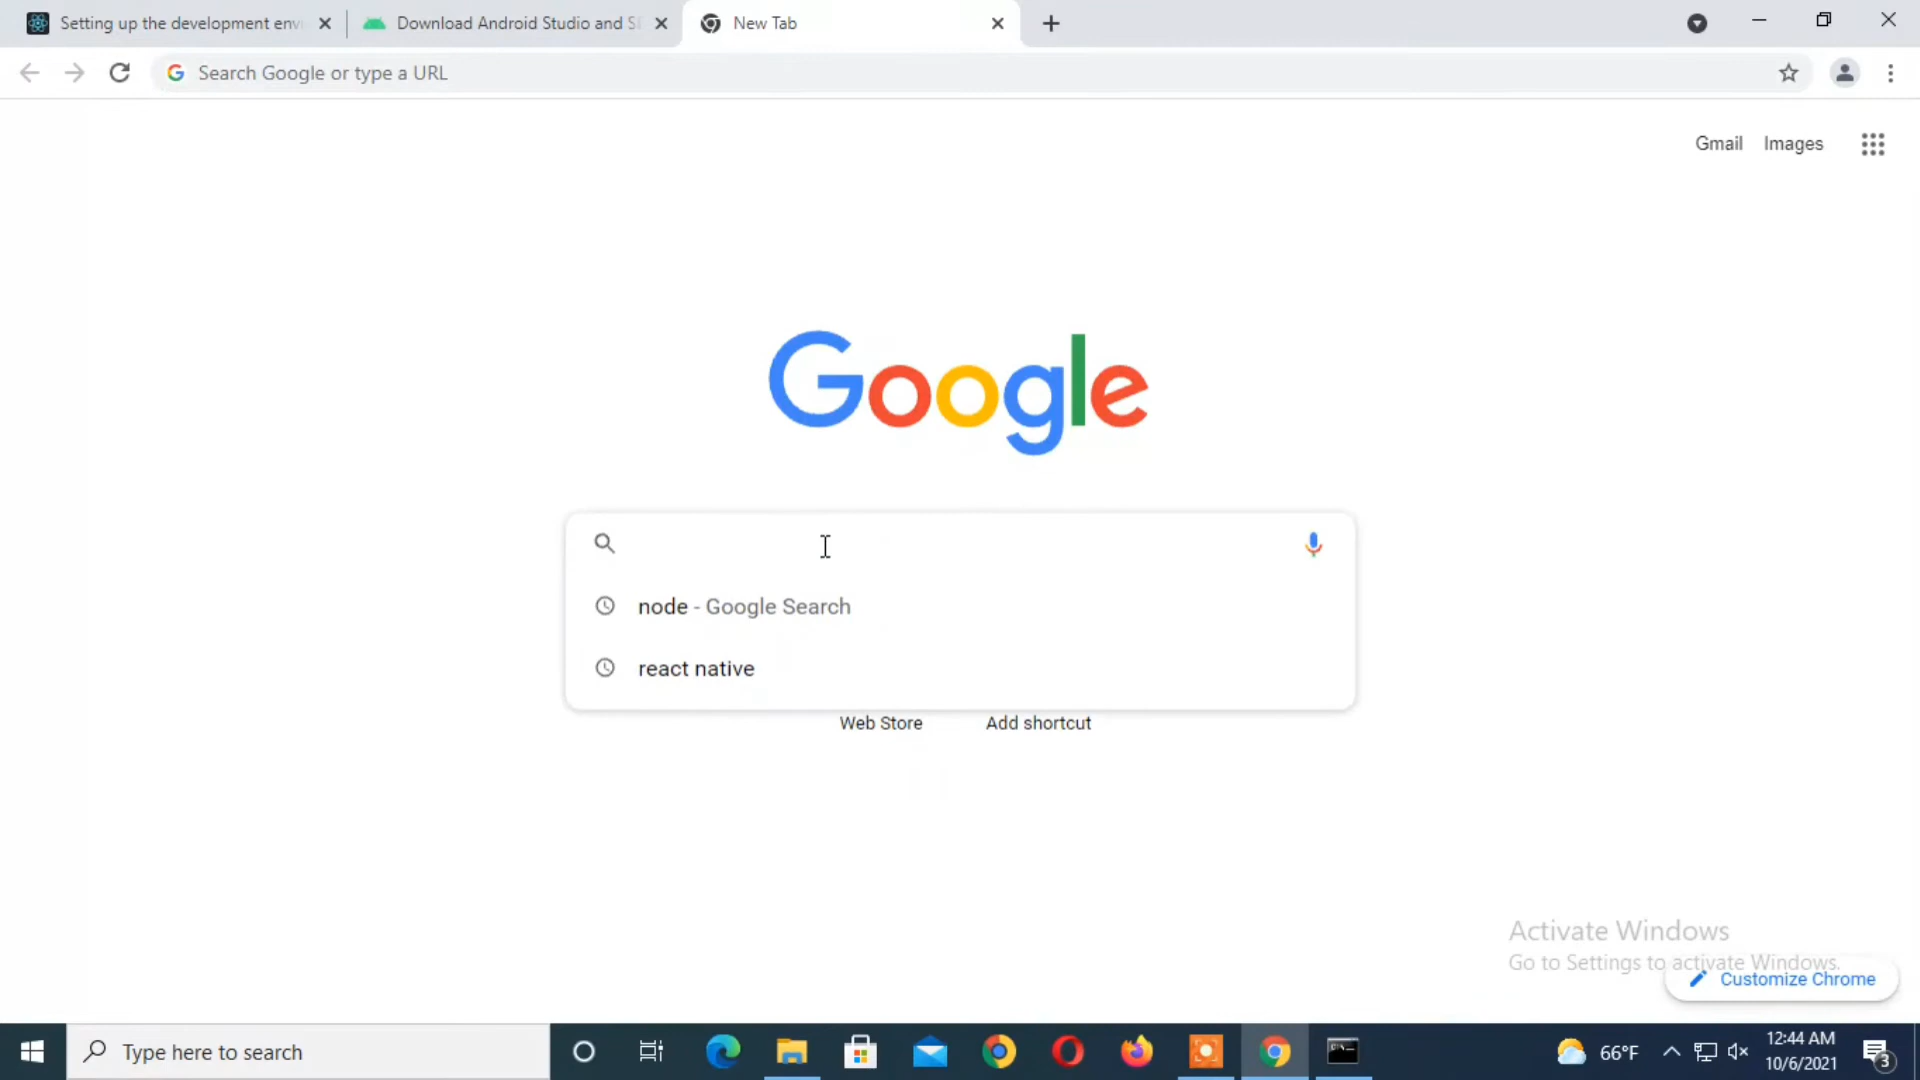 Setting up the development env
Download Android Studio and S
New Tab
Search Google or type a URL
Gmail
Images
Google
node - Google Search
react native
Web Store
Add shortcut
Activate Windows
Go to Settings to activate Windows.
Customize Chrome
Type here to search
66°F
12:44 AM
10/6/2021
3